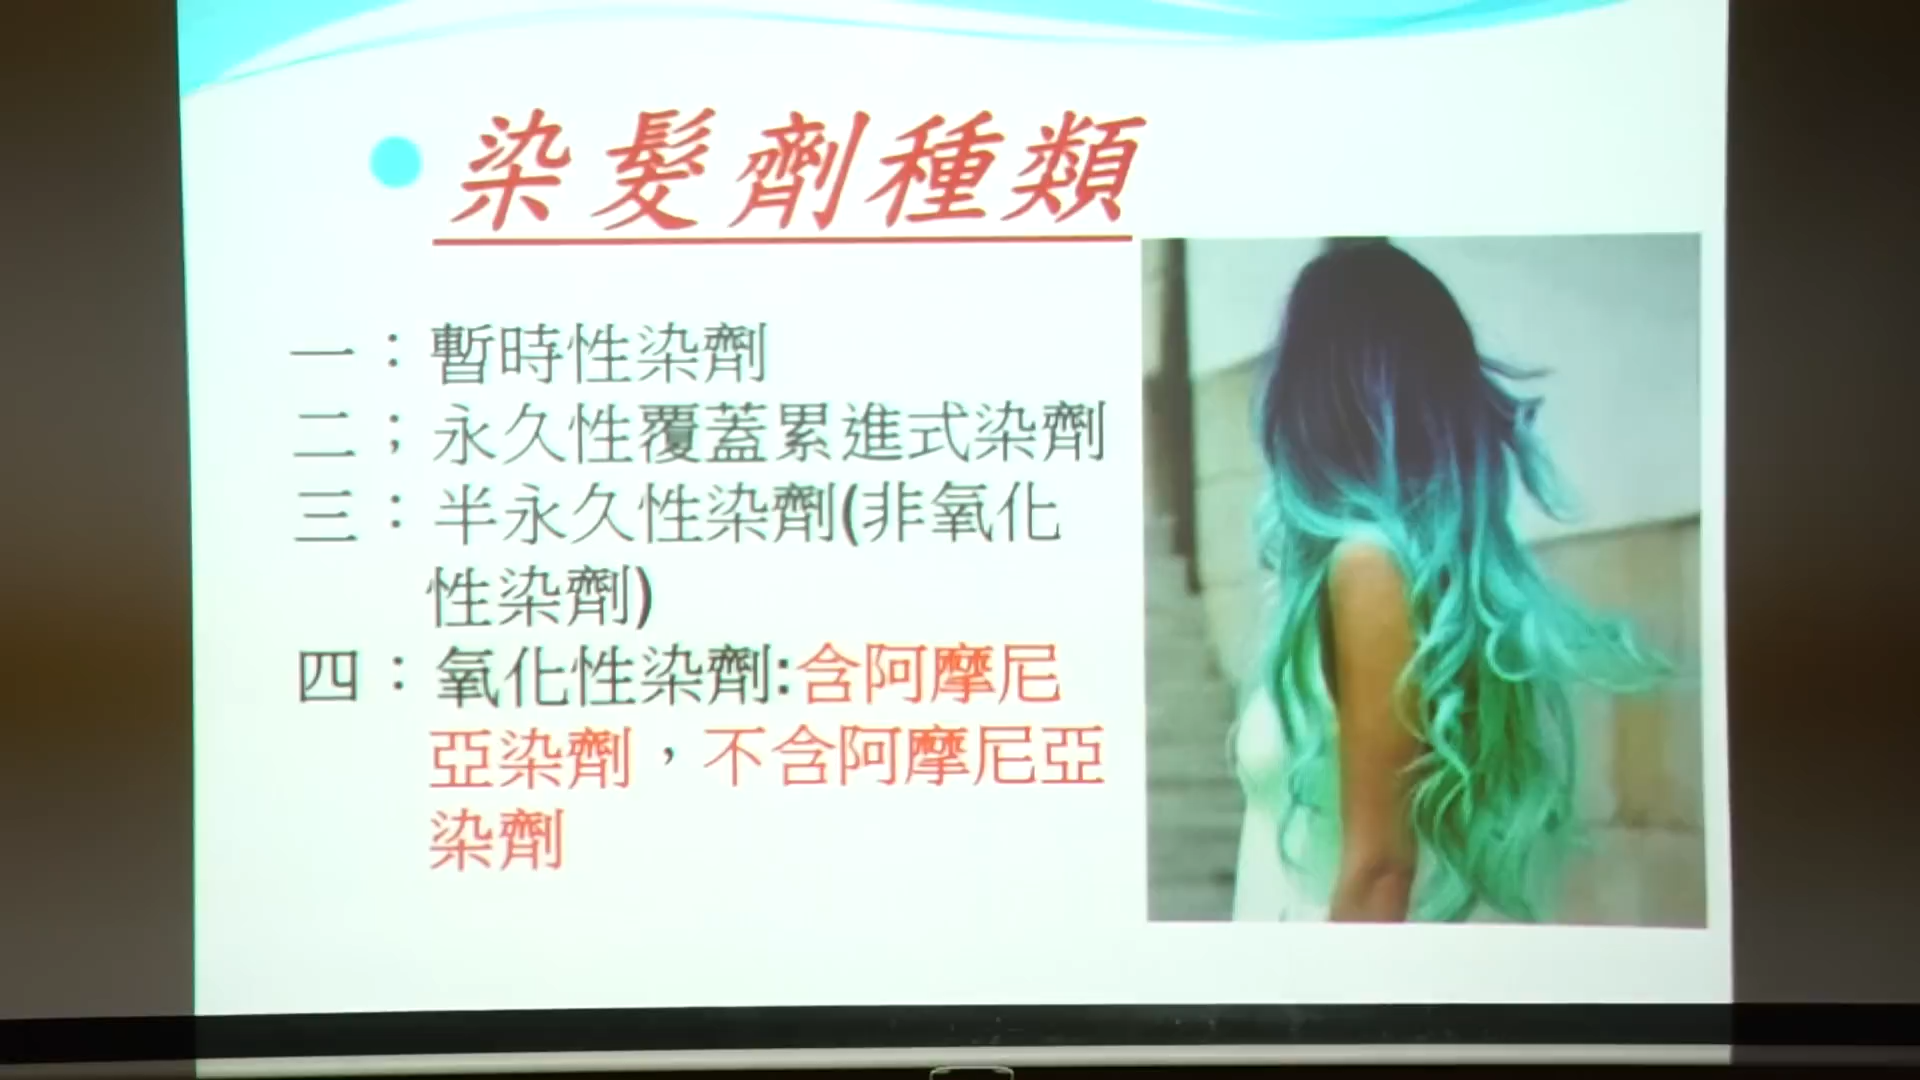 染髮劑種類
一：暫時性染劑
二；永久性覆蓋累進式染劑
三：半永久性染劑(非氧化
性染劑)
四：氧化性染劑:含阿摩尼
亞染劑，不含阿摩尼亞
染劑